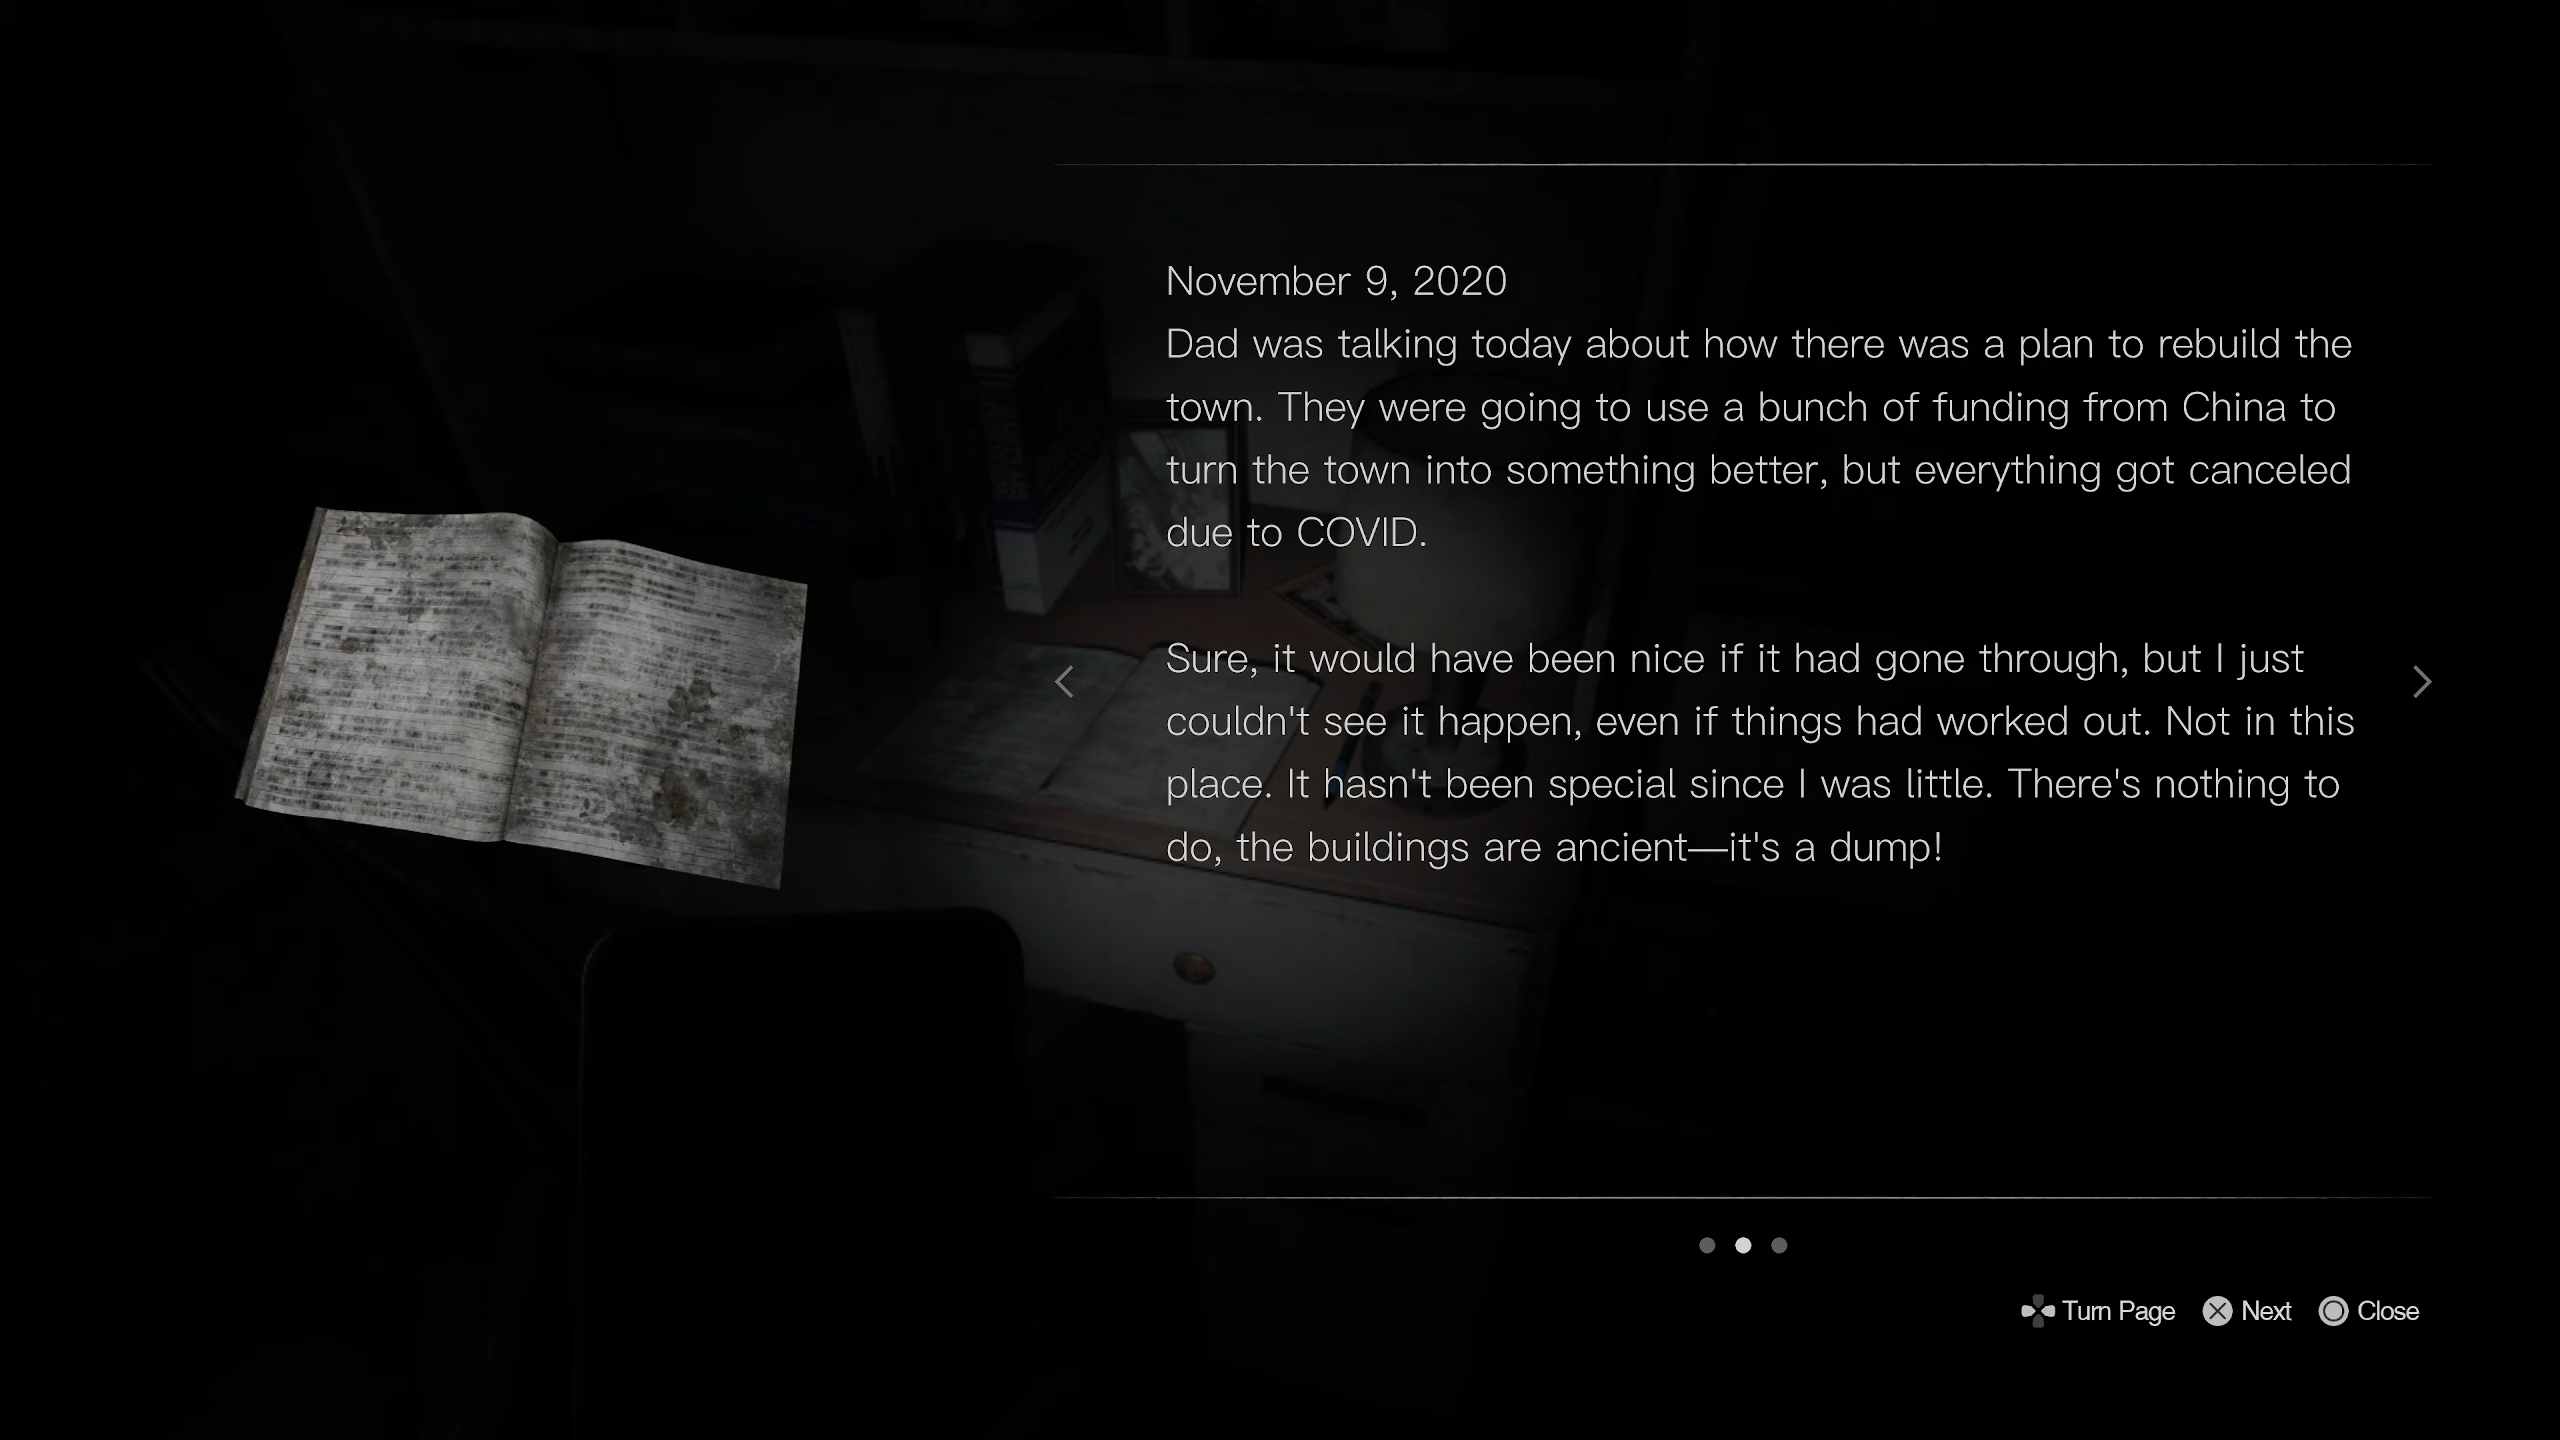 November 9, 2020
Dad was talking today about how there was a plan to rebuild the
town. They were going to use a bunch of funding from China to
turn the town into something better, but everything got canceled
due to COVID.
Sure, it would have been nice if it had gone through, but I just
couldn't see it happen, even if things had worked out. Not in this
place. It hasn't been special since I was little. There's nothing to
do, the buildings are ancient—it's a dump!
Turn Page Next Close